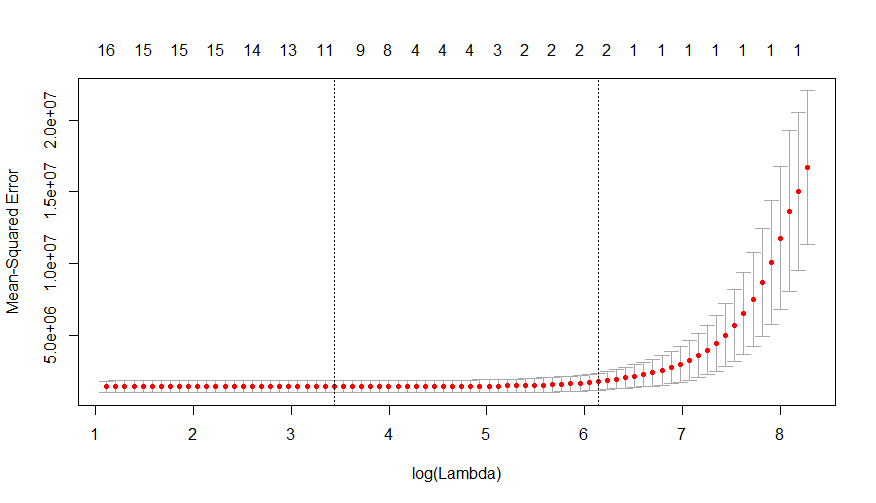 16 15 15 15 14 13 11 9 8 4 4 4 3 2 2 2 2 1 1 1 1 1 1 1
Mean-Squared Error
2.0e+07
1.5e+07
1.0e+07
5.0e+06
1 2 3 4 5 6 7 8
log(Lambda)